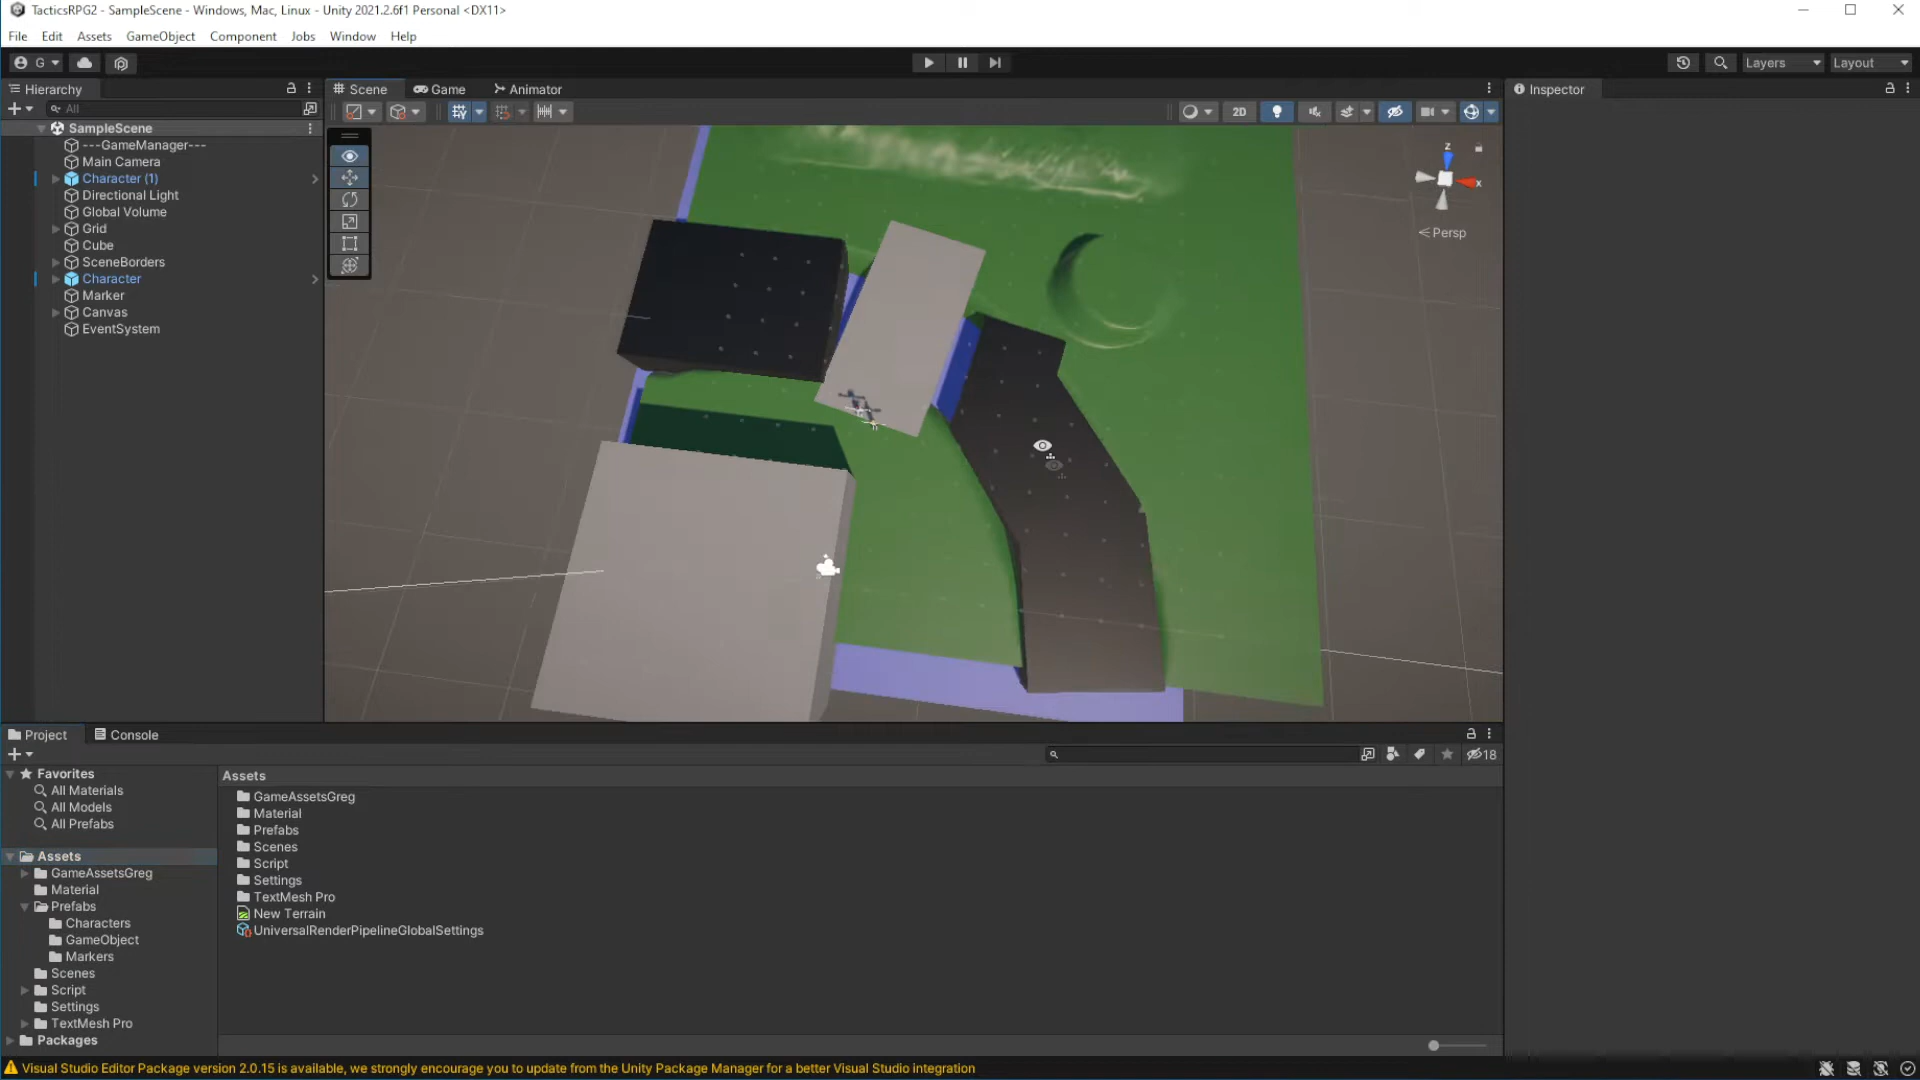 TacticsRPG2 - SampleScene - Windows, Mac, Linux - Unity 2021.2.6f1 Personal <DX11>
File Edit Assets GameObject Component Jobs Window Help
G Layers Layout
Hierarchy
All
SampleScene
---GameManager---
Main Camera
Character (1)
Directional Light
Global Volume
Grid
Cube
SceneBorders
Character
Marker
Canvas
EventSystem
Scene Game Animator
2D
z
x
Persp
Inspector
Project Console
18
Favorites
All Materials
All Models
All Prefabs
Assets
GameAssetsGreg
Material
Prefabs
Characters
GameObject
Markers
Scenes
Script
Settings
TextMesh Pro
Packages
Assets
GameAssetsGreg
Material
Prefabs
Scenes
Script
Settings
TextMesh Pro
New Terrain
UniversalRenderPipelineGlobalSettings
Visual Studio Editor Package version 2.0.15 is available, we strongly encourage you to update from the Unity Package Manager for a better Visual Studio integration